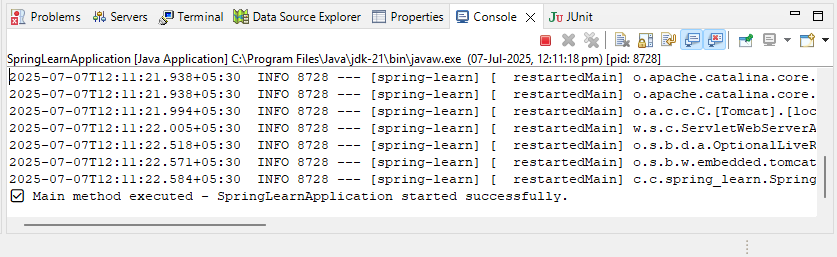 Problems Servers Terminal Data Source Explorer Properties Console JUnit
SpringLearnApplication [Java Application] C:\Program Files\Java\jdk-21\bin\javaw.exe (07-Jul-2025, 12:11:18 pm) [pid: 8728]
2025-07-07T12:11:21.938+05:30  INFO 8728 --- [spring-learn] [  restartedMain] o.apache.catalina.core.
2025-07-07T12:11:21.938+05:30  INFO 8728 --- [spring-learn] [  restartedMain] o.apache.catalina.core.
2025-07-07T12:11:21.994+05:30  INFO 8728 --- [spring-learn] [  restartedMain] o.a.c.c.C.[Tomcat].[loc
2025-07-07T12:11:22.005+05:30  INFO 8728 --- [spring-learn] [  restartedMain] w.s.c.ServletWebServerA
2025-07-07T12:11:22.518+05:30  INFO 8728 --- [spring-learn] [  restartedMain] o.s.b.d.a.OptionalLiveR
2025-07-07T12:11:22.571+05:30  INFO 8728 --- [spring-learn] [  restartedMain] o.s.b.w.embedded.tomcat
2025-07-07T12:11:22.584+05:30  INFO 8728 --- [spring-learn] [  restartedMain] c.c.spring_learn.Spring
Main method executed - SpringLearnApplication started successfully.